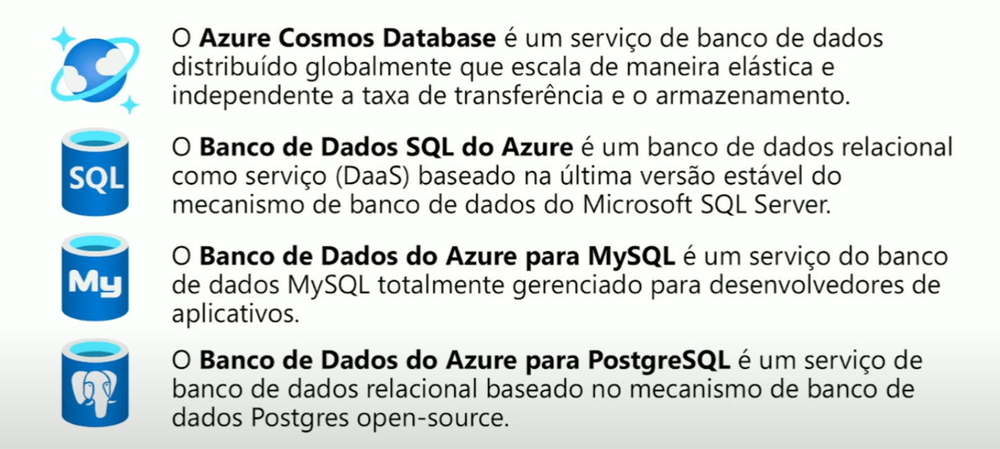 O Azure Cosmos Database é um serviço de banco de dados
distribuído globalmente que escala de maneira elástica e
independente a taxa de transferência e o armazenamento.
SQL
O Banco de Dados SQL do Azure é um banco de dados relacional
como serviço (DaaS) baseado na última versão estável do
mecanismo de banco de dados do Microsoft SQL Server.
My
O Banco de Dados do Azure para MySQL é um serviço do banco
de dados MySQL totalmente gerenciado para desenvolvedores de
aplicativos.
O Banco de Dados do Azure para PostgreSQL é um serviço de
banco de dados relacional baseado no mecanismo de banco de
dados Postgres open-source.